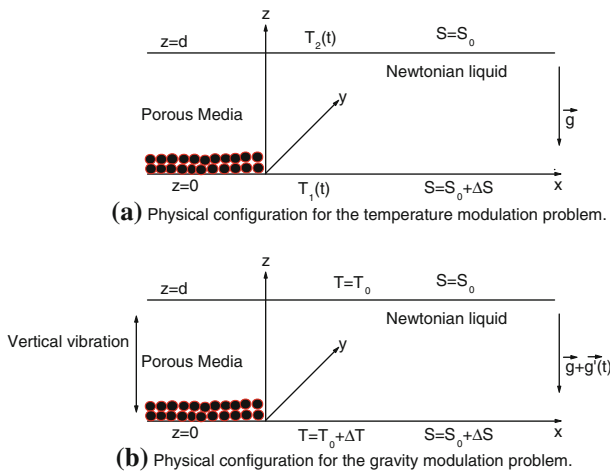 z
z=d T₂(t) S=S₀
Newtonian liquid
Porous Media y g
z=0 T₁(t) S=S₀+ΔS x
(a) Physical configuration for the temperature modulation problem.
z
z=d T=T₀ S=S₀
Newtonian liquid
Vertical vibration y
Porous Media g+g'(t)
z=0 T=T₀+ΔT S=S₀+ΔS x
(b) Physical configuration for the gravity modulation problem.